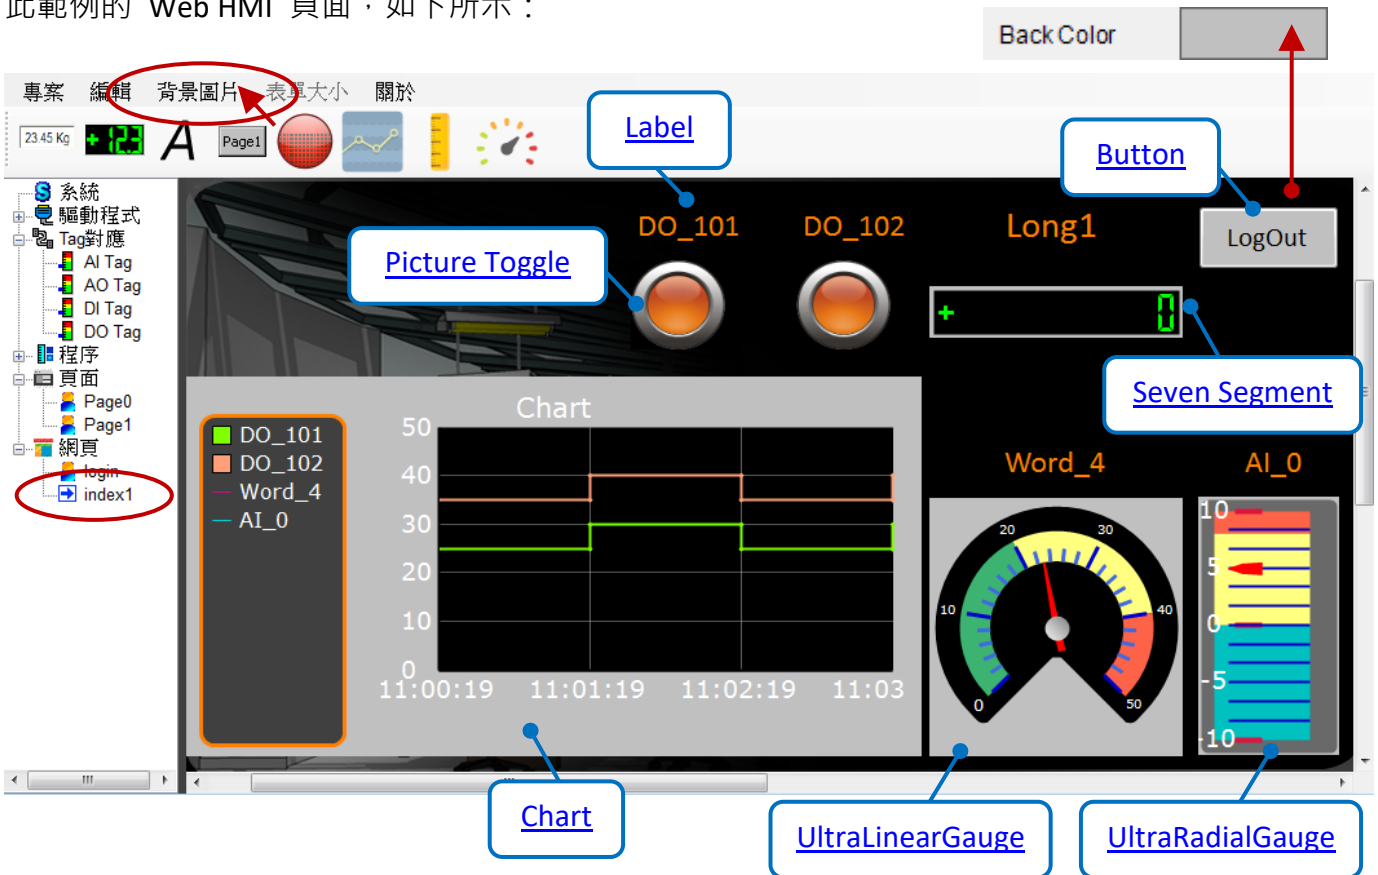 此範例的 Web HMI 頁面，如下所示：
Back Color
專案 編輯 背景圖片 表單大小 關於
23.45 Kg +12.3 A Page1
Label
Button
系統
驅動程式
Tag對應
AI Tag
AO Tag
DI Tag
DO Tag
程序
頁面
Page0
Page1
網頁
login
index1
DO_101 DO_102 Long1
LogOut
Picture Toggle
+ 0
Seven Segment
Chart
DO_101
DO_102
Word_4
AI_0
50
40
30
20
10
0
11:00:19 11:01:19 11:02:19 11:03
Word_4
0 10 20 30 40 50
AI_0
10
5
0
-5
-10
Chart
UltraLinearGauge
UltraRadialGauge